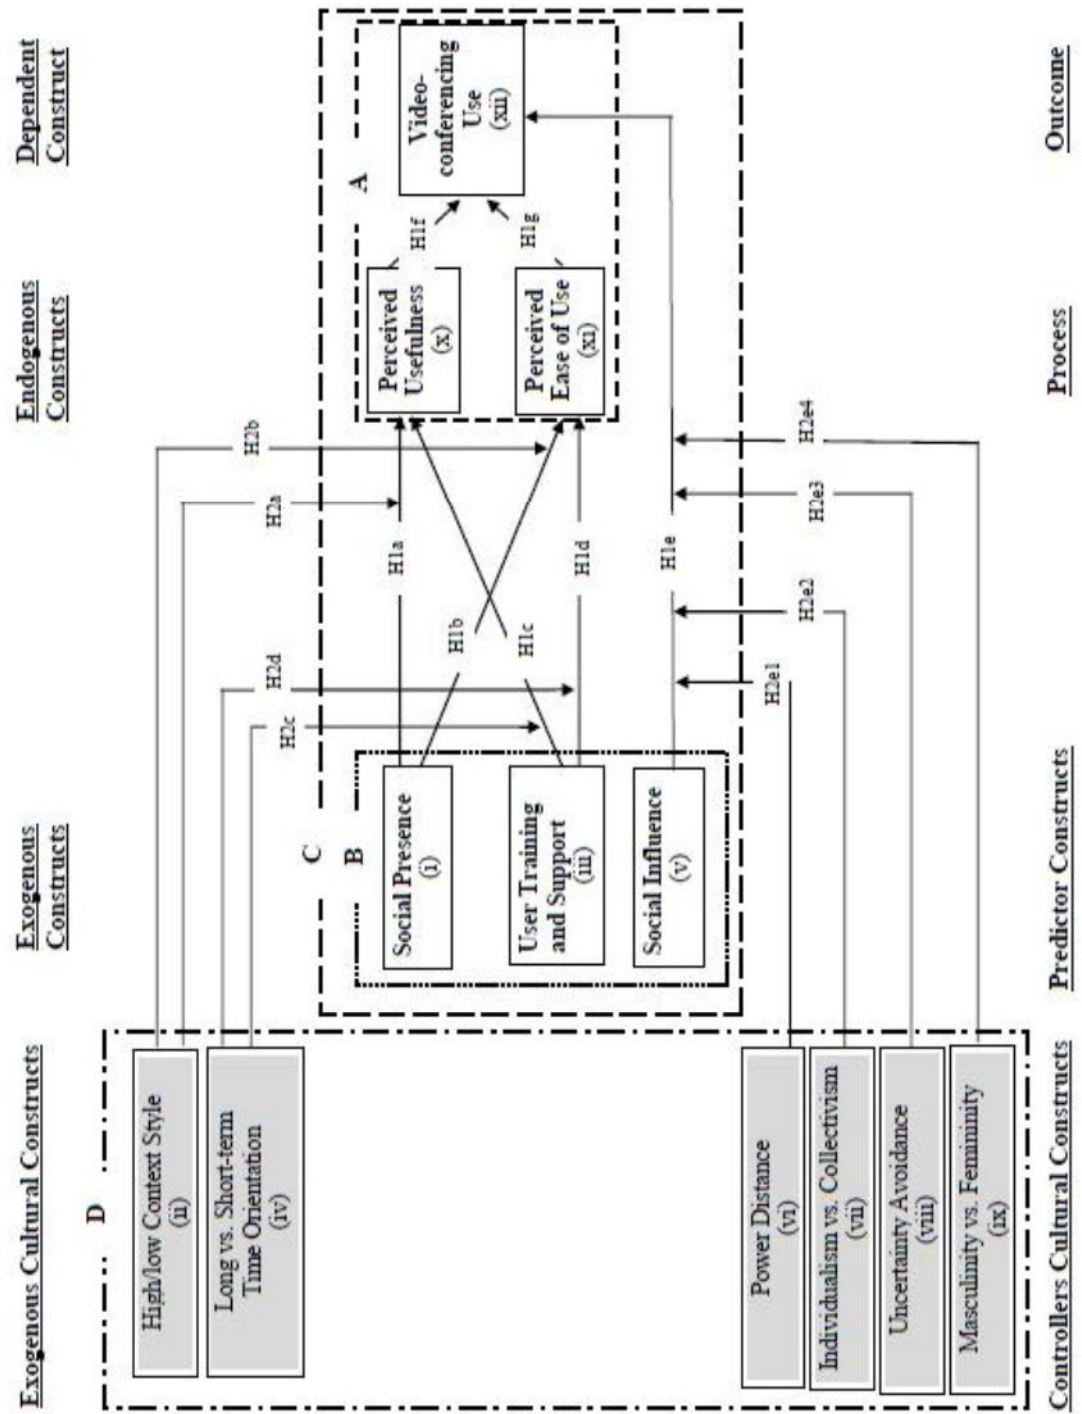 Exogenous Cultural Constructs
Exogenous
Constructs
Endogenous
Constructs
Dependent
Construct
D
High/low Context Style
(ii)
Long vs. Short-term
Time Orientation
(iv)
Power Distance
(vi)
Individualism vs. Collectivism
(vii)
Uncertainty Avoidance
(viii)
Masculinity vs. Femininity
(ix)
C
B
Social Presence
(i)
User Training
and Support
(iii)
Social Influence
(v)
H2b
H2a
H2d
H2c
H1a
H1b
H1c
H1d
H1e
H2e1
H2e2
H2e3
H2e4
A
Perceived
Usefulness
(x)
Perceived
Ease of Use
(xi)
H1f
H1g
Video-
conferencing
Use
(xii)
Controllers Cultural Constructs
Predictor Constructs
Process
Outcome